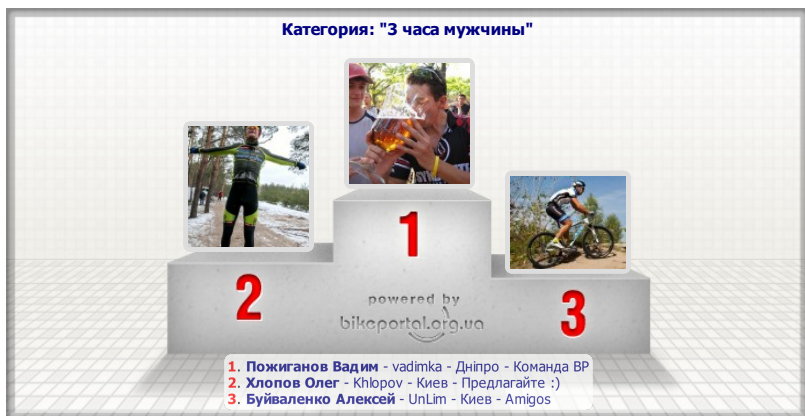 Категория: "3 часа мужчины"
1
2
3
powered by
bikeportal.org.ua
1. Пожиганов Вадим - vadimka - Дніпро - Команда ВР
2. Хлопов Олег - Khlopov - Киев - Предлагайте :)
3. Буйваленко Алексей - UnLim - Киев - Amigos